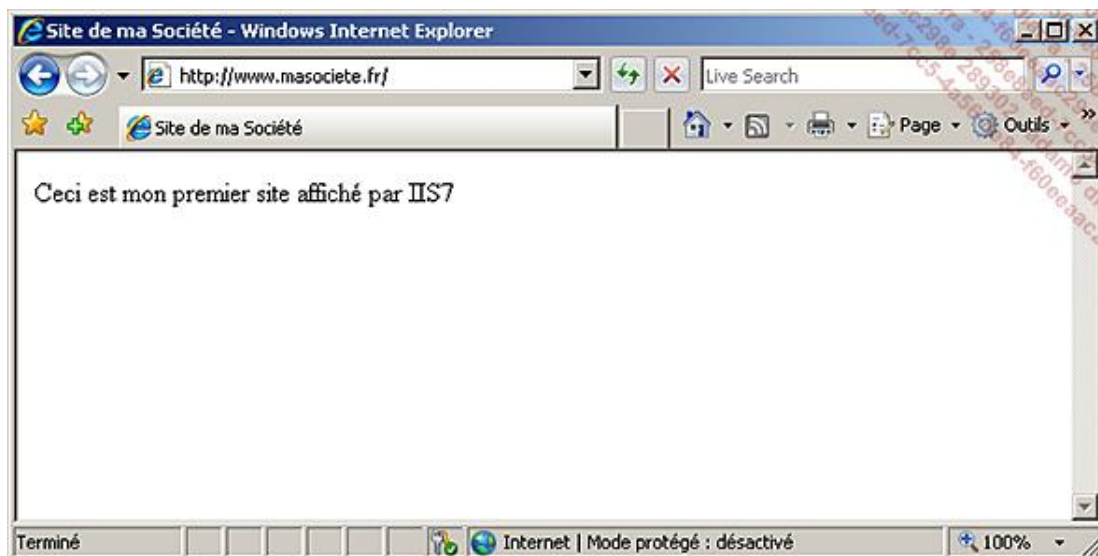 Site de ma Société - Windows Internet Explorer
http://www.masociete.fr/
Live Search
Site de ma Société
Page
Outils
Ceci est mon premier site affiché par IIS7
Terminé
Internet | Mode protégé : désactivé
100%